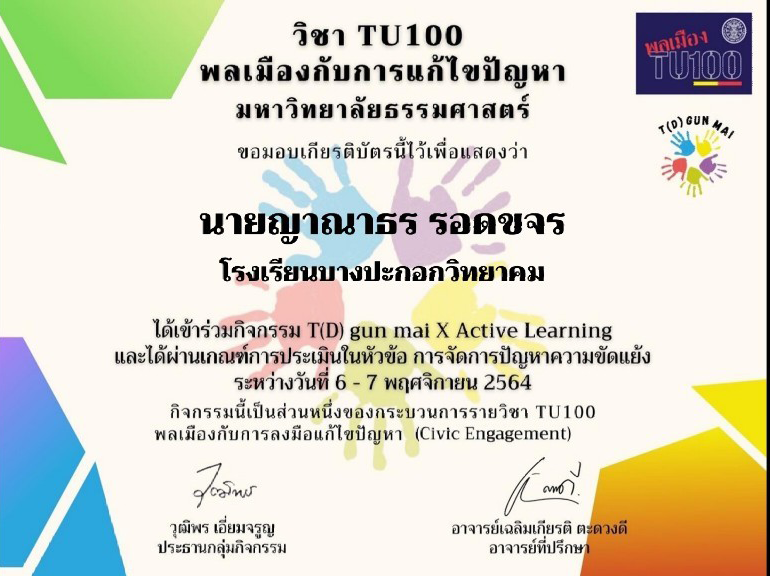 วิชา TU100
พลเมืองกับการแก้ไขปัญหา
มหาวิทยาลัยธรรมศาสตร์
ขอมอบเกียรติบัตรนี้ไว้เพื่อแสดงว่า
นายญาณาธร รอดขจร
โรงเรียนบางปะกอกวิทยาคม
ได้เข้าร่วมกิจกรรม T(D) gun mai X Active Learning
และได้ผ่านเกณฑ์การประเมินในหัวข้อ การจัดการปัญหาความขัดแย้ง
ระหว่างวันที่ 6 - 7 พฤศจิกายน 2564
กิจกรรมนี้เป็นส่วนหนึ่งของกระบวนการรายวิชา TU100
พลเมืองกับการลงมือแก้ไขปัญหา (Civic Engagement)
วุฒิพร เอี่ยมจรูญ
ประธานกลุ่มกิจกรรม
อาจารย์เฉลิมเกียรติ ตะดวงดี
อาจารย์ที่ปรึกษา
พลเมือง
TU100
T(D) GUN MAI